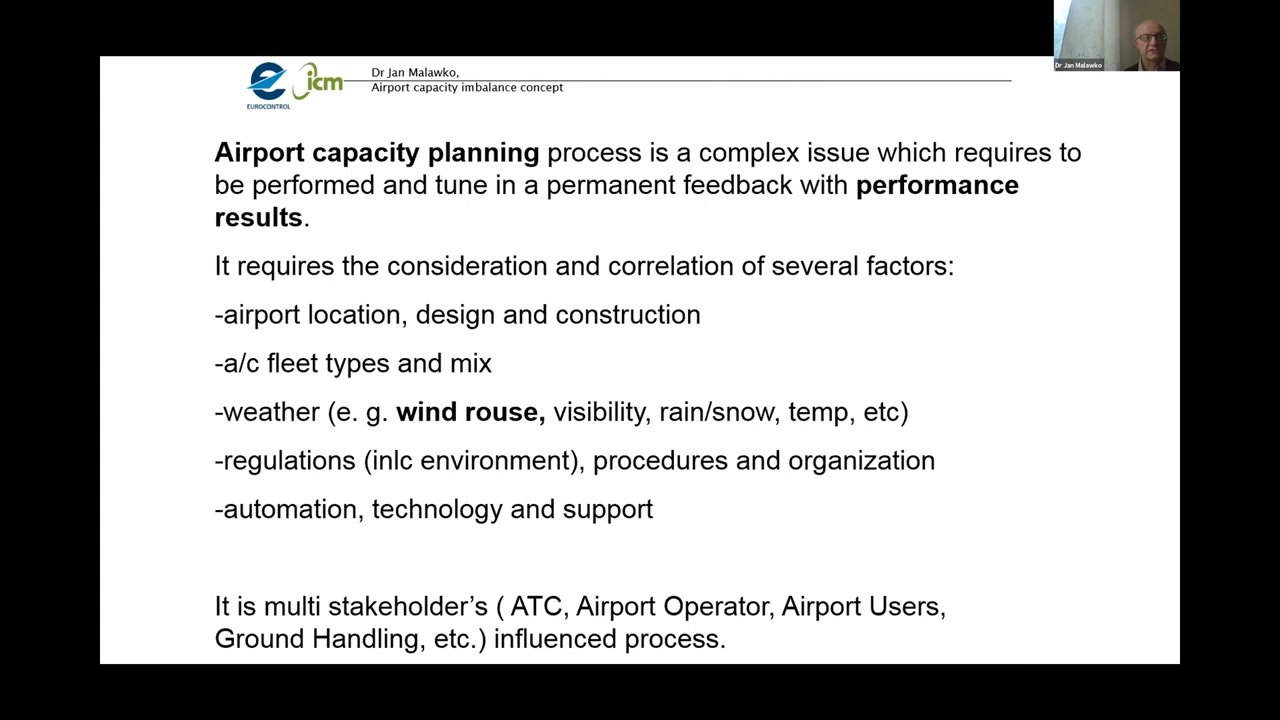 Dr Jan Malawko
EUROCONTROL
icm
Dr Jan Malawko,
Airport capacity imbalance concept
Airport capacity planning process is a complex issue which requires to
be performed and tune in a permanent feedback with performance
results.
It requires the consideration and correlation of several factors:
-airport location, design and construction
-a/c fleet types and mix
-weather (e. g. wind rouse, visibility, rain/snow, temp, etc)
-regulations (inlc environment), procedures and organization
-automation, technology and support
It is multi stakeholder’s ( ATC, Airport Operator, Airport Users,
Ground Handling, etc.) influenced process.